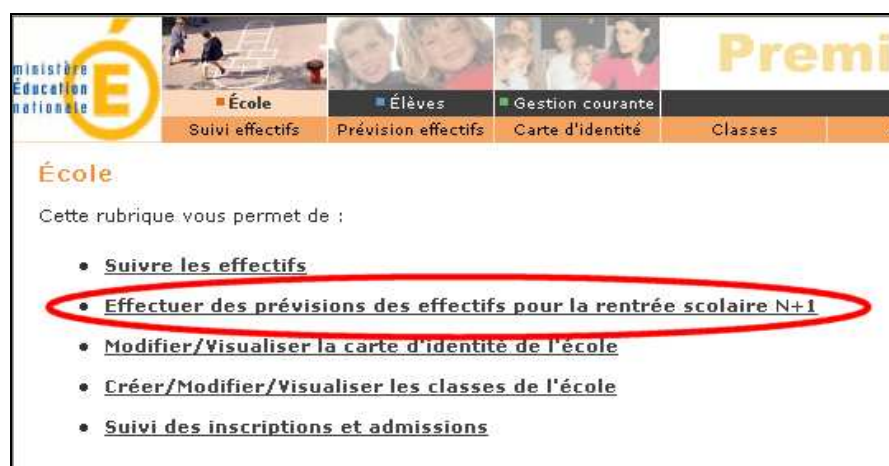 ministère
Éducation
nationale
É
Premi
École
Élèves
Gestion courante
Suivi effectifs
Prévision effectifs
Carte d'identité
Classes
École
Cette rubrique vous permet de :
• Suivre les effectifs
• Effectuer des prévisions des effectifs pour la rentrée scolaire N+1
• Modifier/Visualiser la carte d'identité de l'école
• Créer/Modifier/Visualiser les classes de l'école
• Suivi des inscriptions et admissions